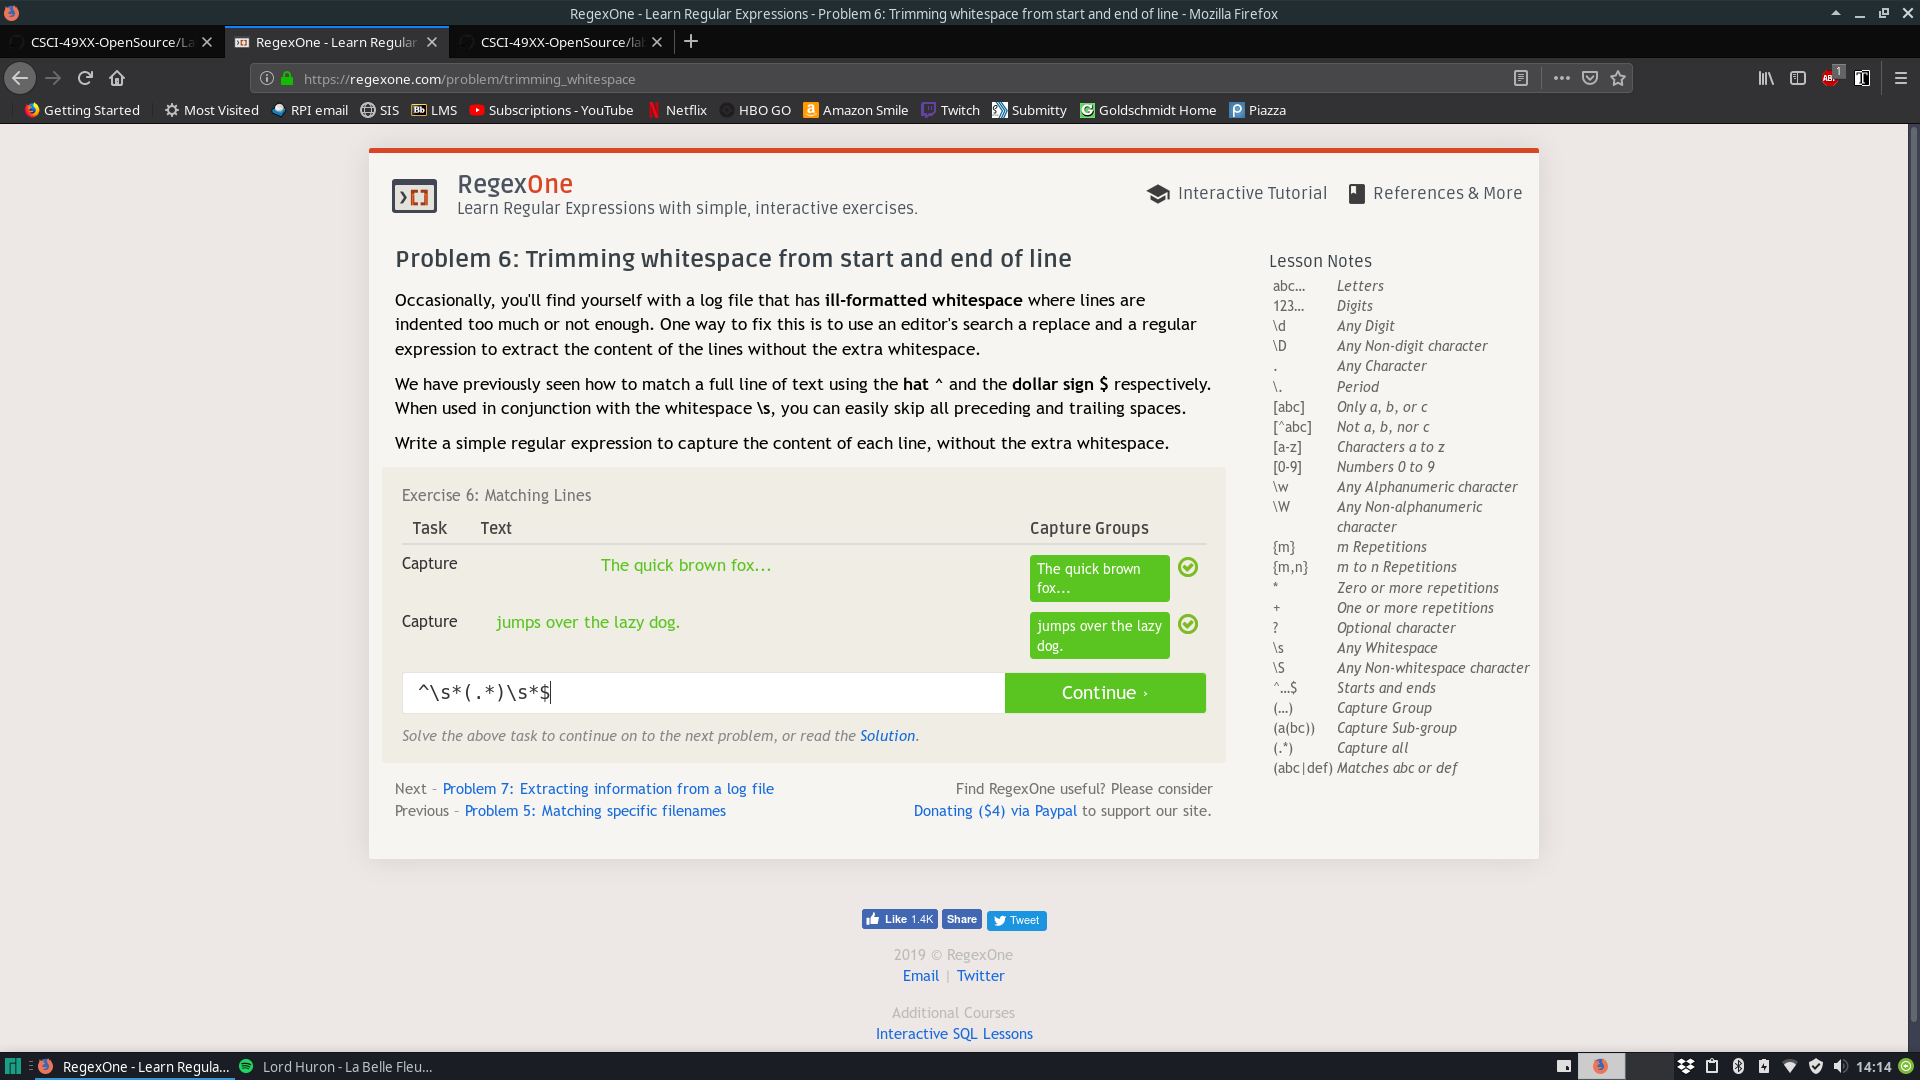 RegexOne - Learn Regular Expressions - Problem 6: Trimming whitespace from start and end of line - Mozilla Firefox
CSCI-49XX-OpenSource/La
RegexOne - Learn Regular
CSCI-49XX-OpenSource/la
https://regexone.com/problem/trimming_whitespace
1
Getting Started
Most Visited
RPI email
SIS
LMS
Subscriptions - YouTube
Netflix
HBO GO
Amazon Smile
Twitch
Submitty
Goldschmidt Home
Piazza
RegexOne
Learn Regular Expressions with simple, interactive exercises.
Interactive Tutorial
References & More
Problem 6: Trimming whitespace from start and end of line
Occasionally, you'll find yourself with a log file that has ill-formatted whitespace where lines are
indented too much or not enough. One way to fix this is to use an editor's search a replace and a regular
expression to extract the content of the lines without the extra whitespace.
We have previously seen how to match a full line of text using the hat ^ and the dollar sign $ respectively.
When used in conjunction with the whitespace \s, you can easily skip all preceding and trailing spaces.
Write a simple regular expression to capture the content of each line, without the extra whitespace.
Exercise 6: Matching Lines
Task Text Capture Groups
Capture The quick brown fox... The quick brown
fox...
Capture jumps over the lazy dog. jumps over the lazy
dog.
^\s*(.*)\s*$
Continue ›
Solve the above task to continue on to the next problem, or read the Solution.
Next – Problem 7: Extracting information from a log file
Previous – Problem 5: Matching specific filenames
Find RegexOne useful? Please consider
Donating ($4) via Paypal to support our site.
Lesson Notes
abc… Letters
123… Digits
\d Any Digit
\D Any Non-digit character
. Any Character
\. Period
[abc] Only a, b, or c
[^abc] Not a, b, nor c
[a-z] Characters a to z
[0-9] Numbers 0 to 9
\w Any Alphanumeric character
\W Any Non-alphanumeric
character
{m} m Repetitions
{m,n} m to n Repetitions
* Zero or more repetitions
+ One or more repetitions
? Optional character
\s Any Whitespace
\S Any Non-whitespace character
^…$ Starts and ends
(…) Capture Group
(a(bc)) Capture Sub-group
(.*) Capture all
(abc|def) Matches abc or def
Like 1.4K
Share
Tweet
2019 © RegexOne
Email | Twitter
Additional Courses
Interactive SQL Lessons
RegexOne - Learn Regula...
Lord Huron - La Belle Fleu...
14:14